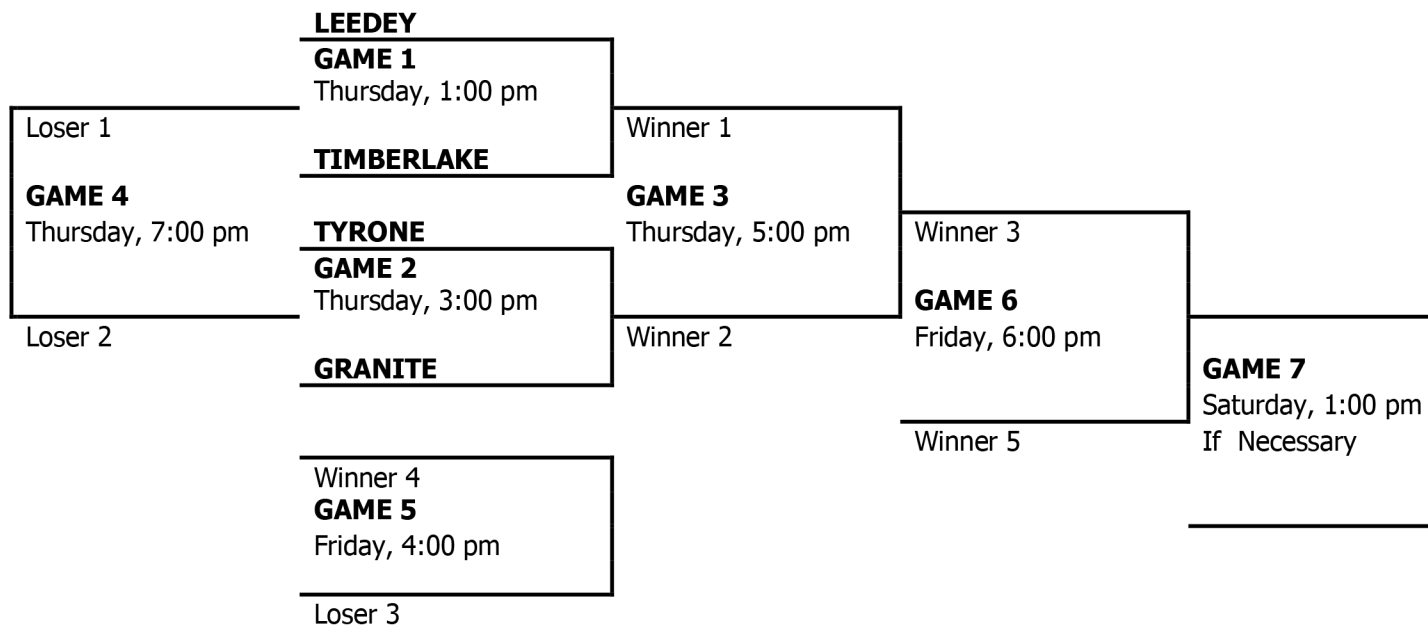 LEEDEY
GAME 1
Thursday, 1:00 pm
TIMBERLAKE
Loser 1
GAME 4
Thursday, 7:00 pm
Loser 2
TYRONE
GAME 2
Thursday, 3:00 pm
GRANITE
Winner 1
GAME 3
Thursday, 5:00 pm
Winner 2
Winner 4
GAME 5
Friday, 4:00 pm
Loser 3
Winner 3
GAME 6
Friday, 6:00 pm
Winner 5
GAME 7
Saturday, 1:00 pm
If Necessary